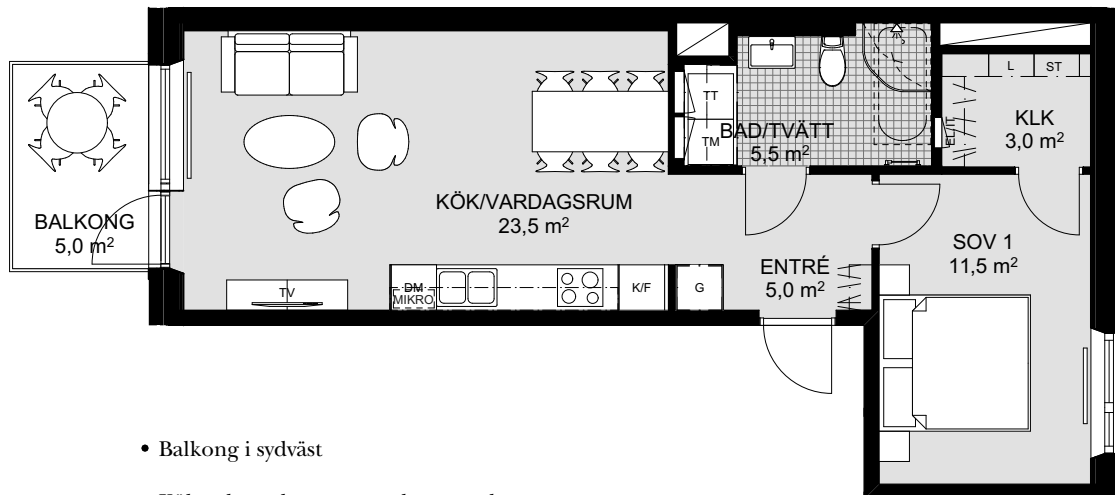 BALKONG
5,0 m²
KÖK/VARDAGSRUM
23,5 m²
TV
DM
MIKRO
K/F
G
TT
TM
BAD/TVÄTT
5,5 m²
ENTRÉ
5,0 m²
L
ST
KLK
3,0 m²
SOV 1
11,5 m²
• Balkong i sydväst